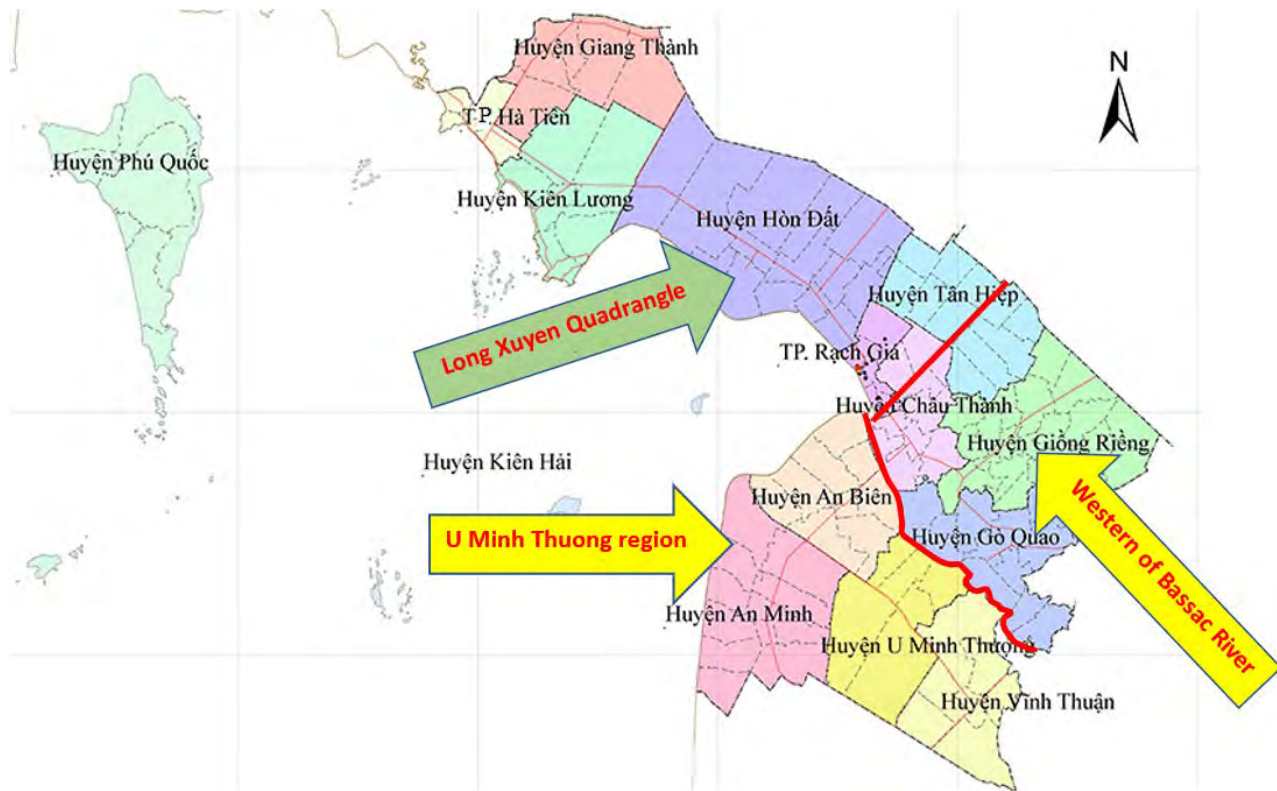 Huyện Giang Thành
N
TP. Hà Tiên
Huyện Phú Quốc
Huyện Kiên Lương
Huyện Hòn Đất
Huyện Tân Hiệp
Long Xuyen Quadrangle
TP. Rạch Giá
Huyện Châu Thành
Huyện Giồng Riềng
Huyện Kiên Hải
Huyện An Biên
Western of Bassac River
U Minh Thuong region
Huyện Gò Quao
Huyện An Minh
Huyện U Minh Thượng
Huyện Vĩnh Thuận